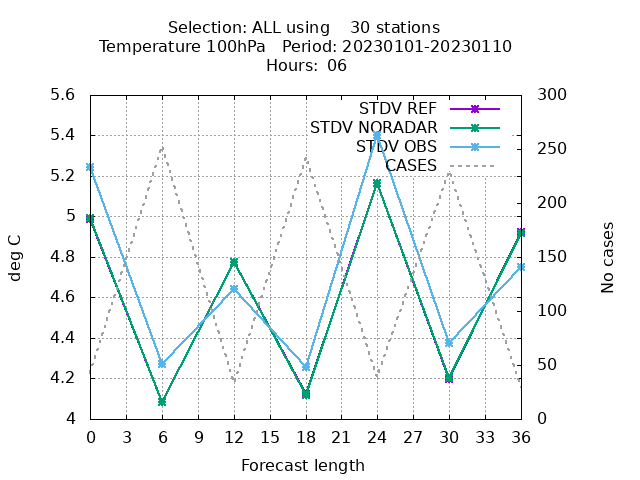 Selection: ALL using    30 stations
Temperature 100hPa   Period: 20230101-20230110
Hours:  06
5.6
5.4
5.2
5
4.8
4.6
4.4
4.2
4
300
250
200
150
100
50
0
STDV REF
STDV NORADAR
STDV OBS
CASES
deg C
No cases
0 3 6 9 12 15 18 21 24 27 30 33 36
Forecast length